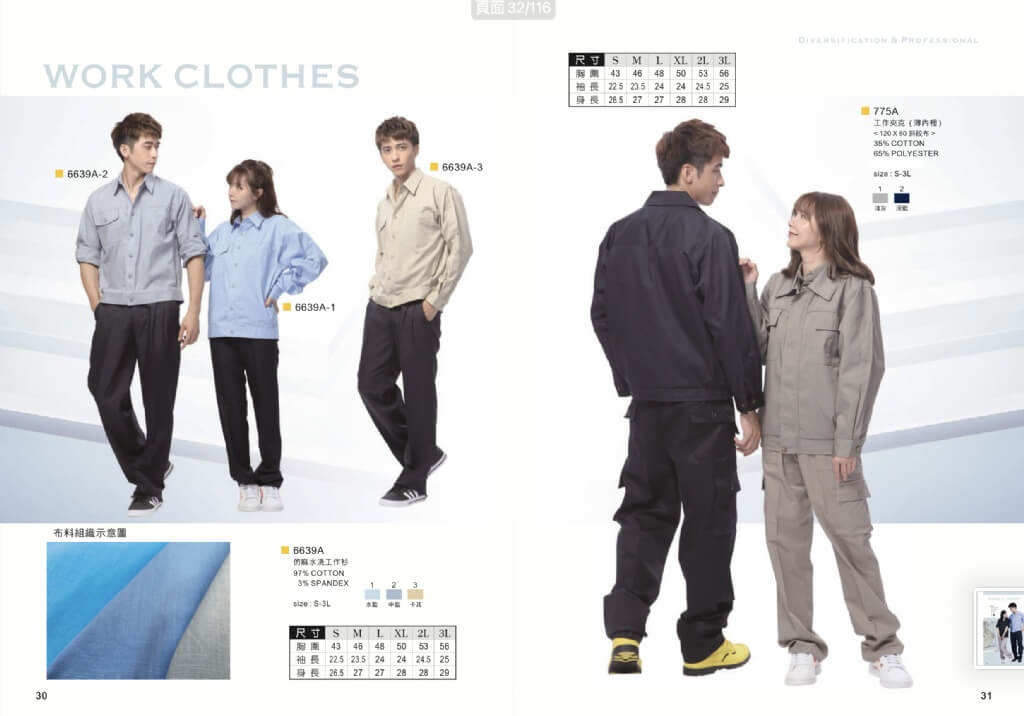 頁面 32/116
WORK CLOTHES
6639A-2
6639A-3
6639A-1
布料組織示意圖
6639A
仿麻水洗工作衫
97% COTTON
3% SPANDEX
size : S-3L
1 2 3
水藍 中藍 卡其
尺寸 S M L XL 2L 3L
胸圍 43 46 48 50 53 56
袖長 22.5 23.5 24 24 24.5 25
身長 26.5 27 27 28 28 29
30
DIVERSIFICATION & PROFESSIONAL
尺寸 S M L XL 2L 3L
胸圍 43 46 48 50 53 56
袖長 22.5 23.5 24 24 24.5 25
身長 26.5 27 27 28 28 29
775A
工作夾克 (薄內裡)
< 120 X 60 斜紋布 >
35% COTTON
65% POLYESTER
size : S-3L
1 2
淺灰 深藍
31